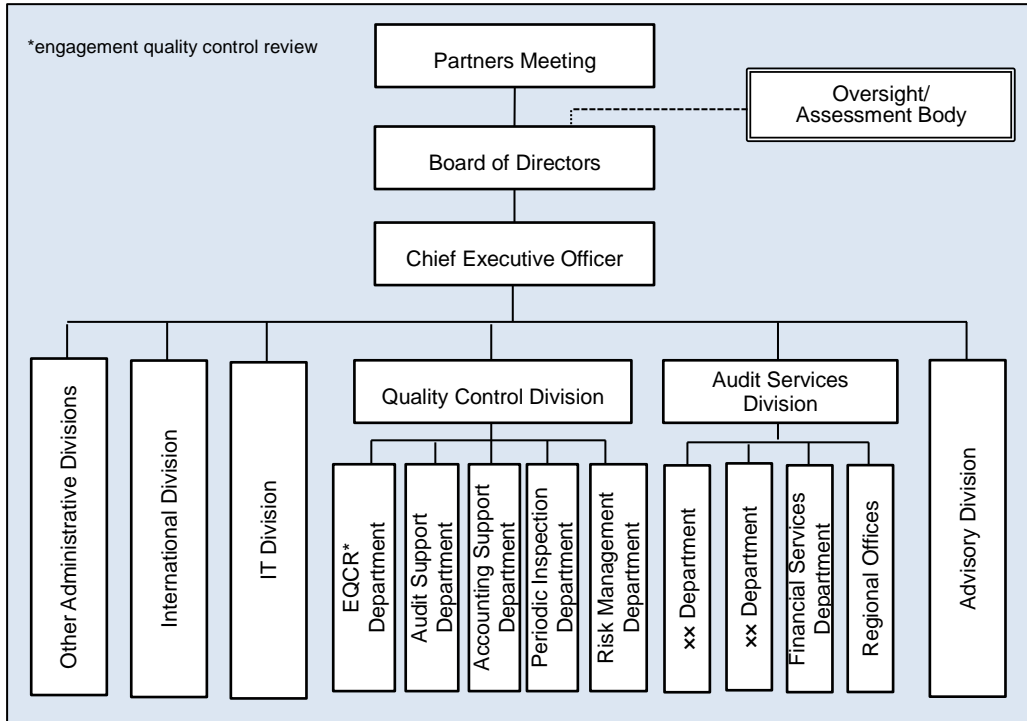 *engagement quality control review
Partners Meeting
Oversight/
Assessment Body
Board of Directors
Chief Executive Officer
Other Administrative Divisions
International Division
IT Division
Quality Control Division
EQCR*
Department
Audit Support
Department
Accounting Support
Department
Periodic Inspection
Department
Risk Management
Department
Audit Services
Division
xx Department
xx Department
Financial Services
Department
Regional Offices
Advisory Division